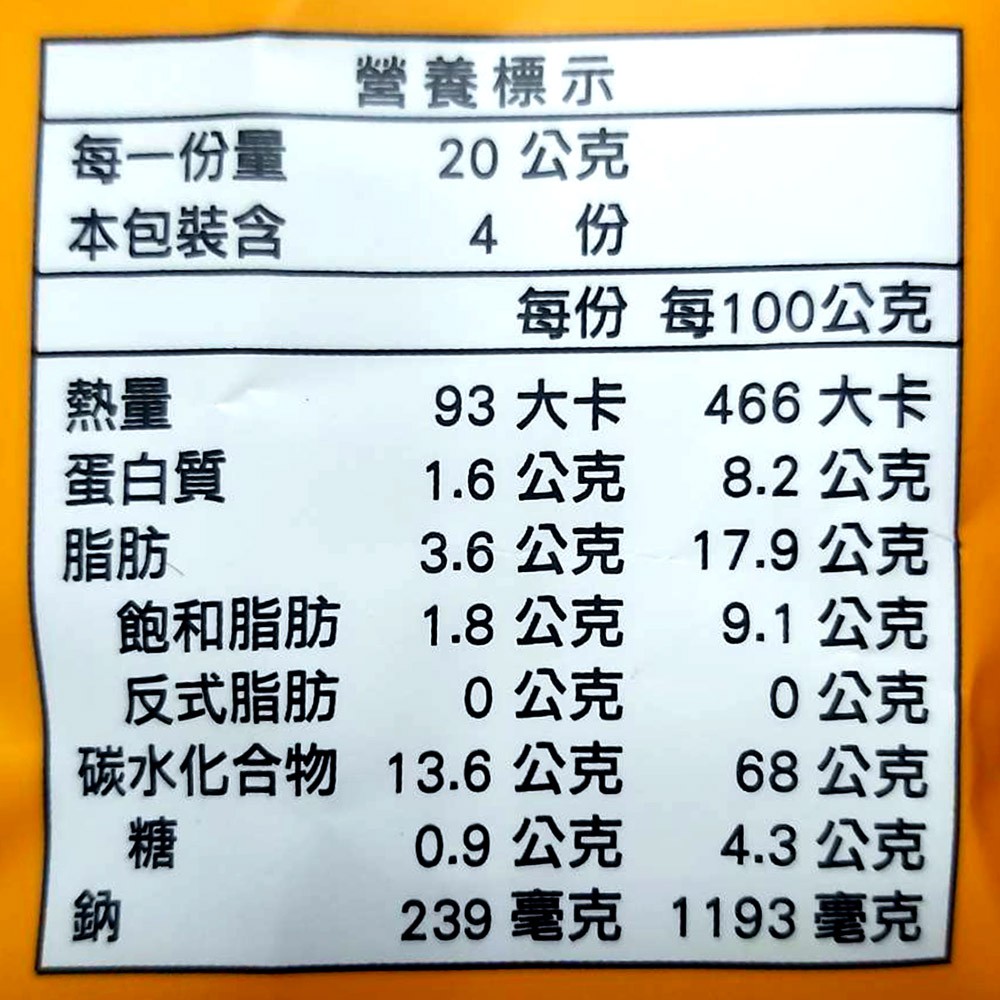 營養標示
每一份量 20 公克
本包裝含 4 份
每份 每100公克
熱量 93 大卡 466 大卡
蛋白質 1.6 公克 8.2 公克
脂肪 3.6 公克 17.9 公克
飽和脂肪 1.8 公克 9.1 公克
反式脂肪 0 公克 0 公克
碳水化合物 13.6 公克 68 公克
糖 0.9 公克 4.3 公克
鈉 239 毫克 1193 毫克